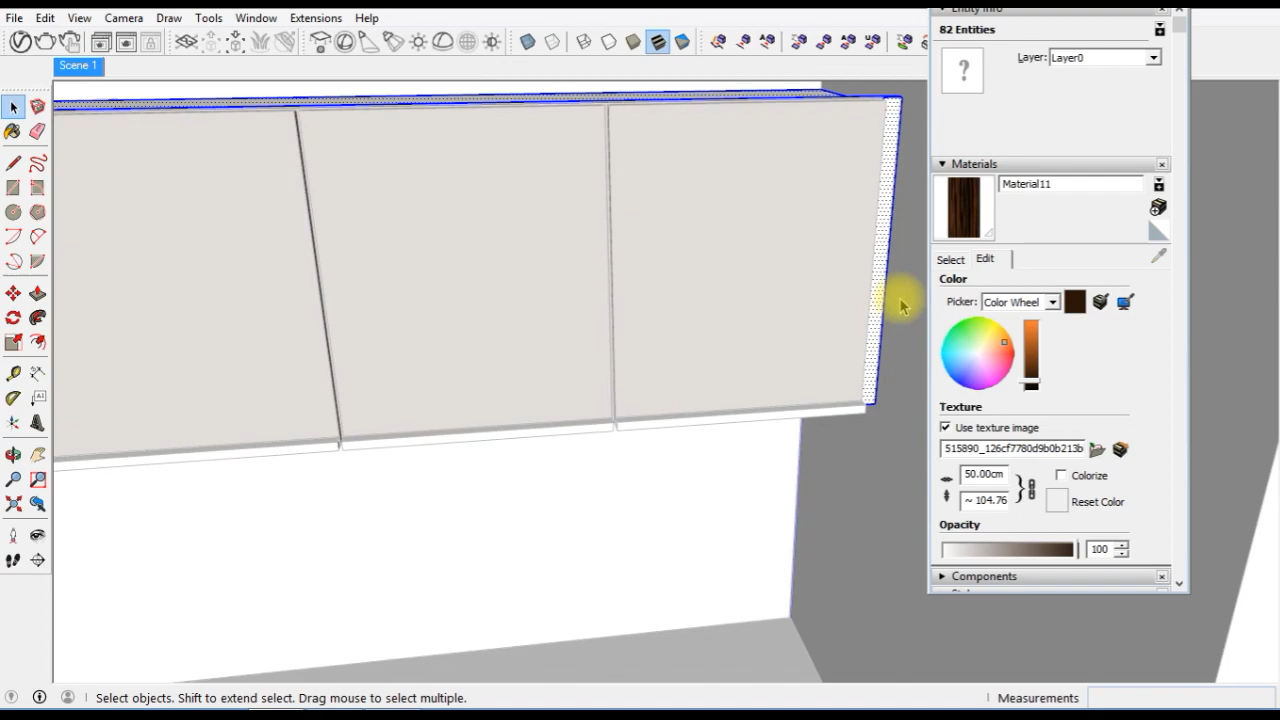 File Edit View Camera Draw Tools Window Extensions Help
Scene 1
82 Entities
Layer: Layer0
?
Materials
Material11
Select Edit
Color
Picker: Color Wheel
Texture
Use texture image
515890_126cf7780d9b0b213b
50.00cm
Colorize
~ 104.76
Reset Color
Opacity
100
Components
Select objects. Shift to extend select. Drag mouse to select multiple.
Measurements